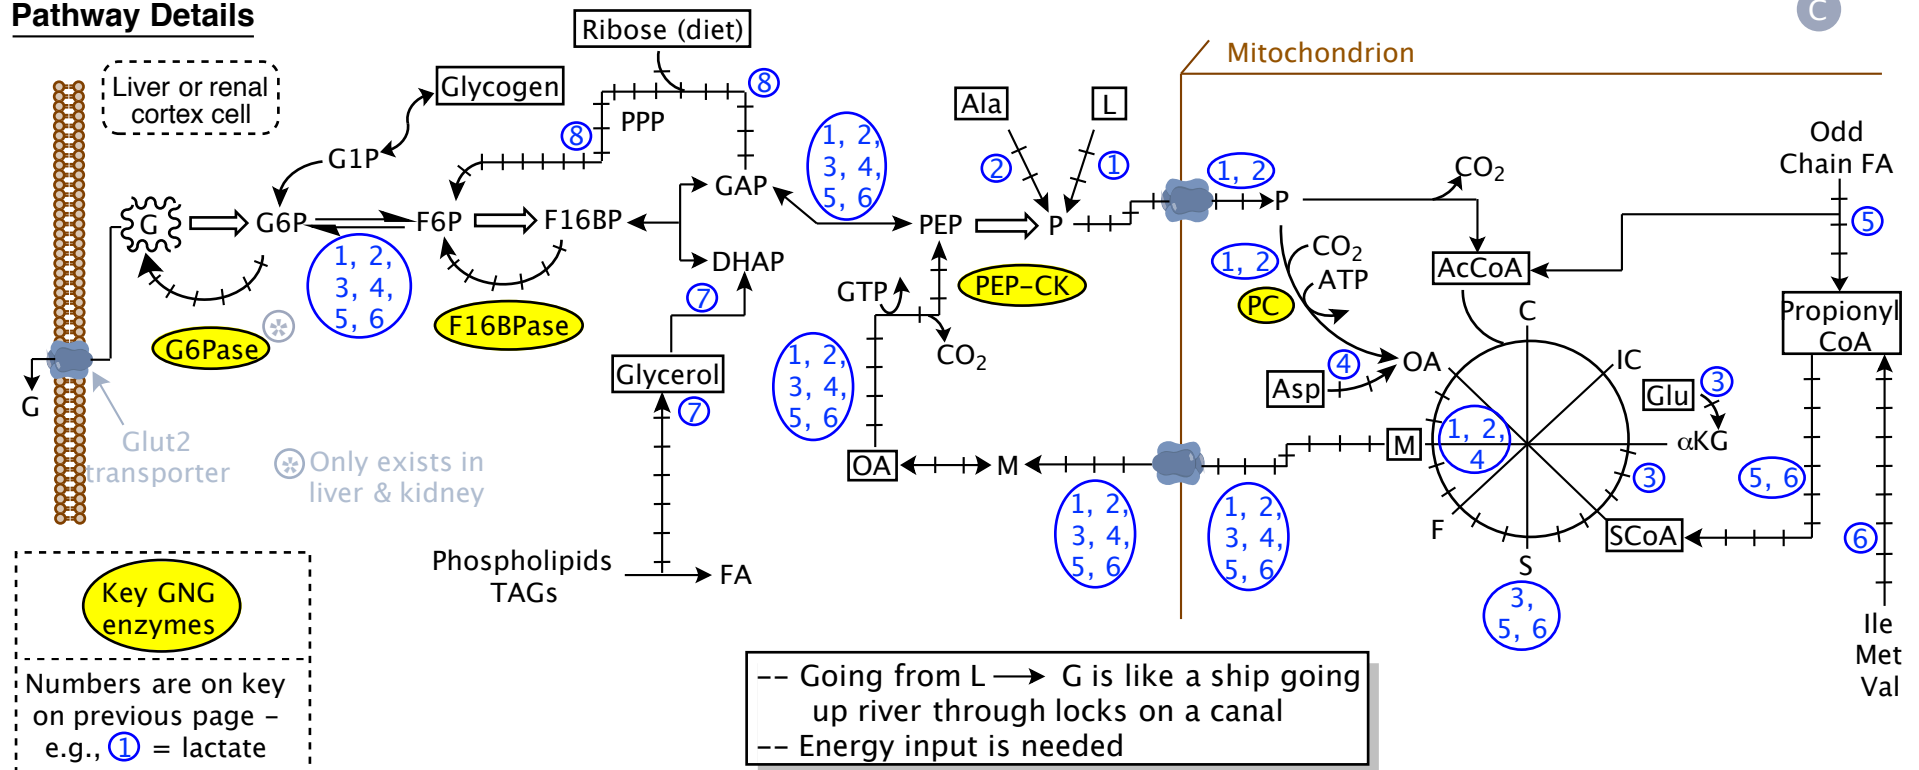 Pathway Details
C
Ribose (diet)
Mitochondrion
Liver or renal
cortex cell
Glycogen
8
PPP
8
Ala
L
1, 2,
3, 4,
5, 6
2
1
1, 2
CO2
Odd
Chain FA
G1P
GAP
5
G
G6P
F6P
F16BP
PEP
P
P
DHAP
1, 2,
3, 4,
5, 6
7
GTP
PEP-CK
1, 2
CO2
ATP
AcCoA
PC
G6Pase
F16BPase
CO2
C
Propionyl
CoA
1, 2,
3, 4,
5, 6
Glycerol
7
Asp
4
OA
IC
Glu
3
G
Glut2
transporter
Only exists in
liver & kidney
OA
M
M
1, 2,
4
αKG
3
5, 6
1, 2,
3, 4,
5, 6
1, 2,
3, 4,
5, 6
F
SCoA
6
S
3,
5, 6
Phospholipids
TAGs
FA
Ile
Met
Val
Key GNG
enzymes
Numbers are on key
on previous page –
e.g., 1 = lactate
-- Going from L → G is like a ship going
up river through locks on a canal
-- Energy input is needed